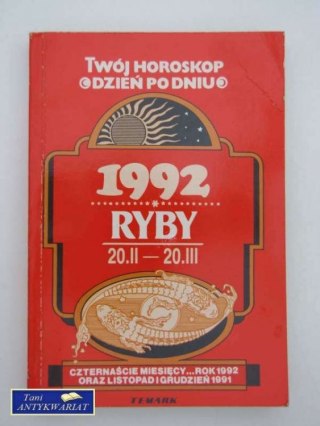 TWÓJ HOROSKOP
DZIEŃ PO DNIU
1992
RYBY
20.II — 20.III
CZTERNAŚCIE MIESIĘCY...ROK 1992
ORAZ LISTOPAD I GRUDZIEŃ 1991
TEMARK
Tani
ANTYKWARIAT